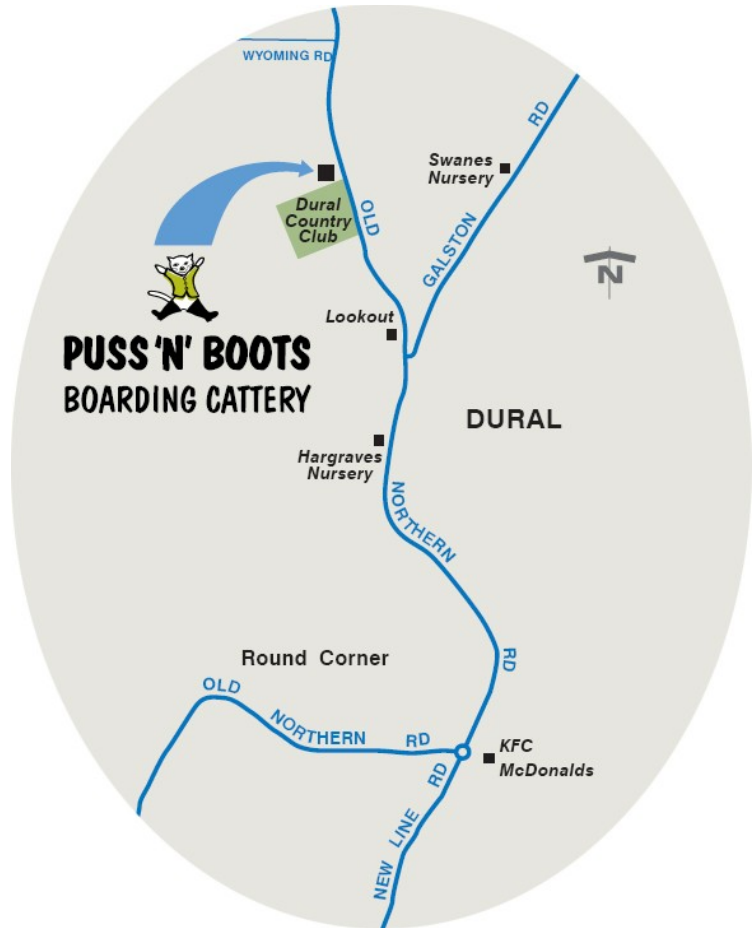 WYOMING RD
Swanes
Nursery
RD
GALSTON
OLD
Dural
Country
Club
N
Lookout
PUSS 'N' BOOTS
BOARDING CATTERY
DURAL
Hargraves
Nursery
NORTHERN
RD
Round Corner
OLD
NORTHERN
RD
KFC
McDonalds
NEW LINE RD